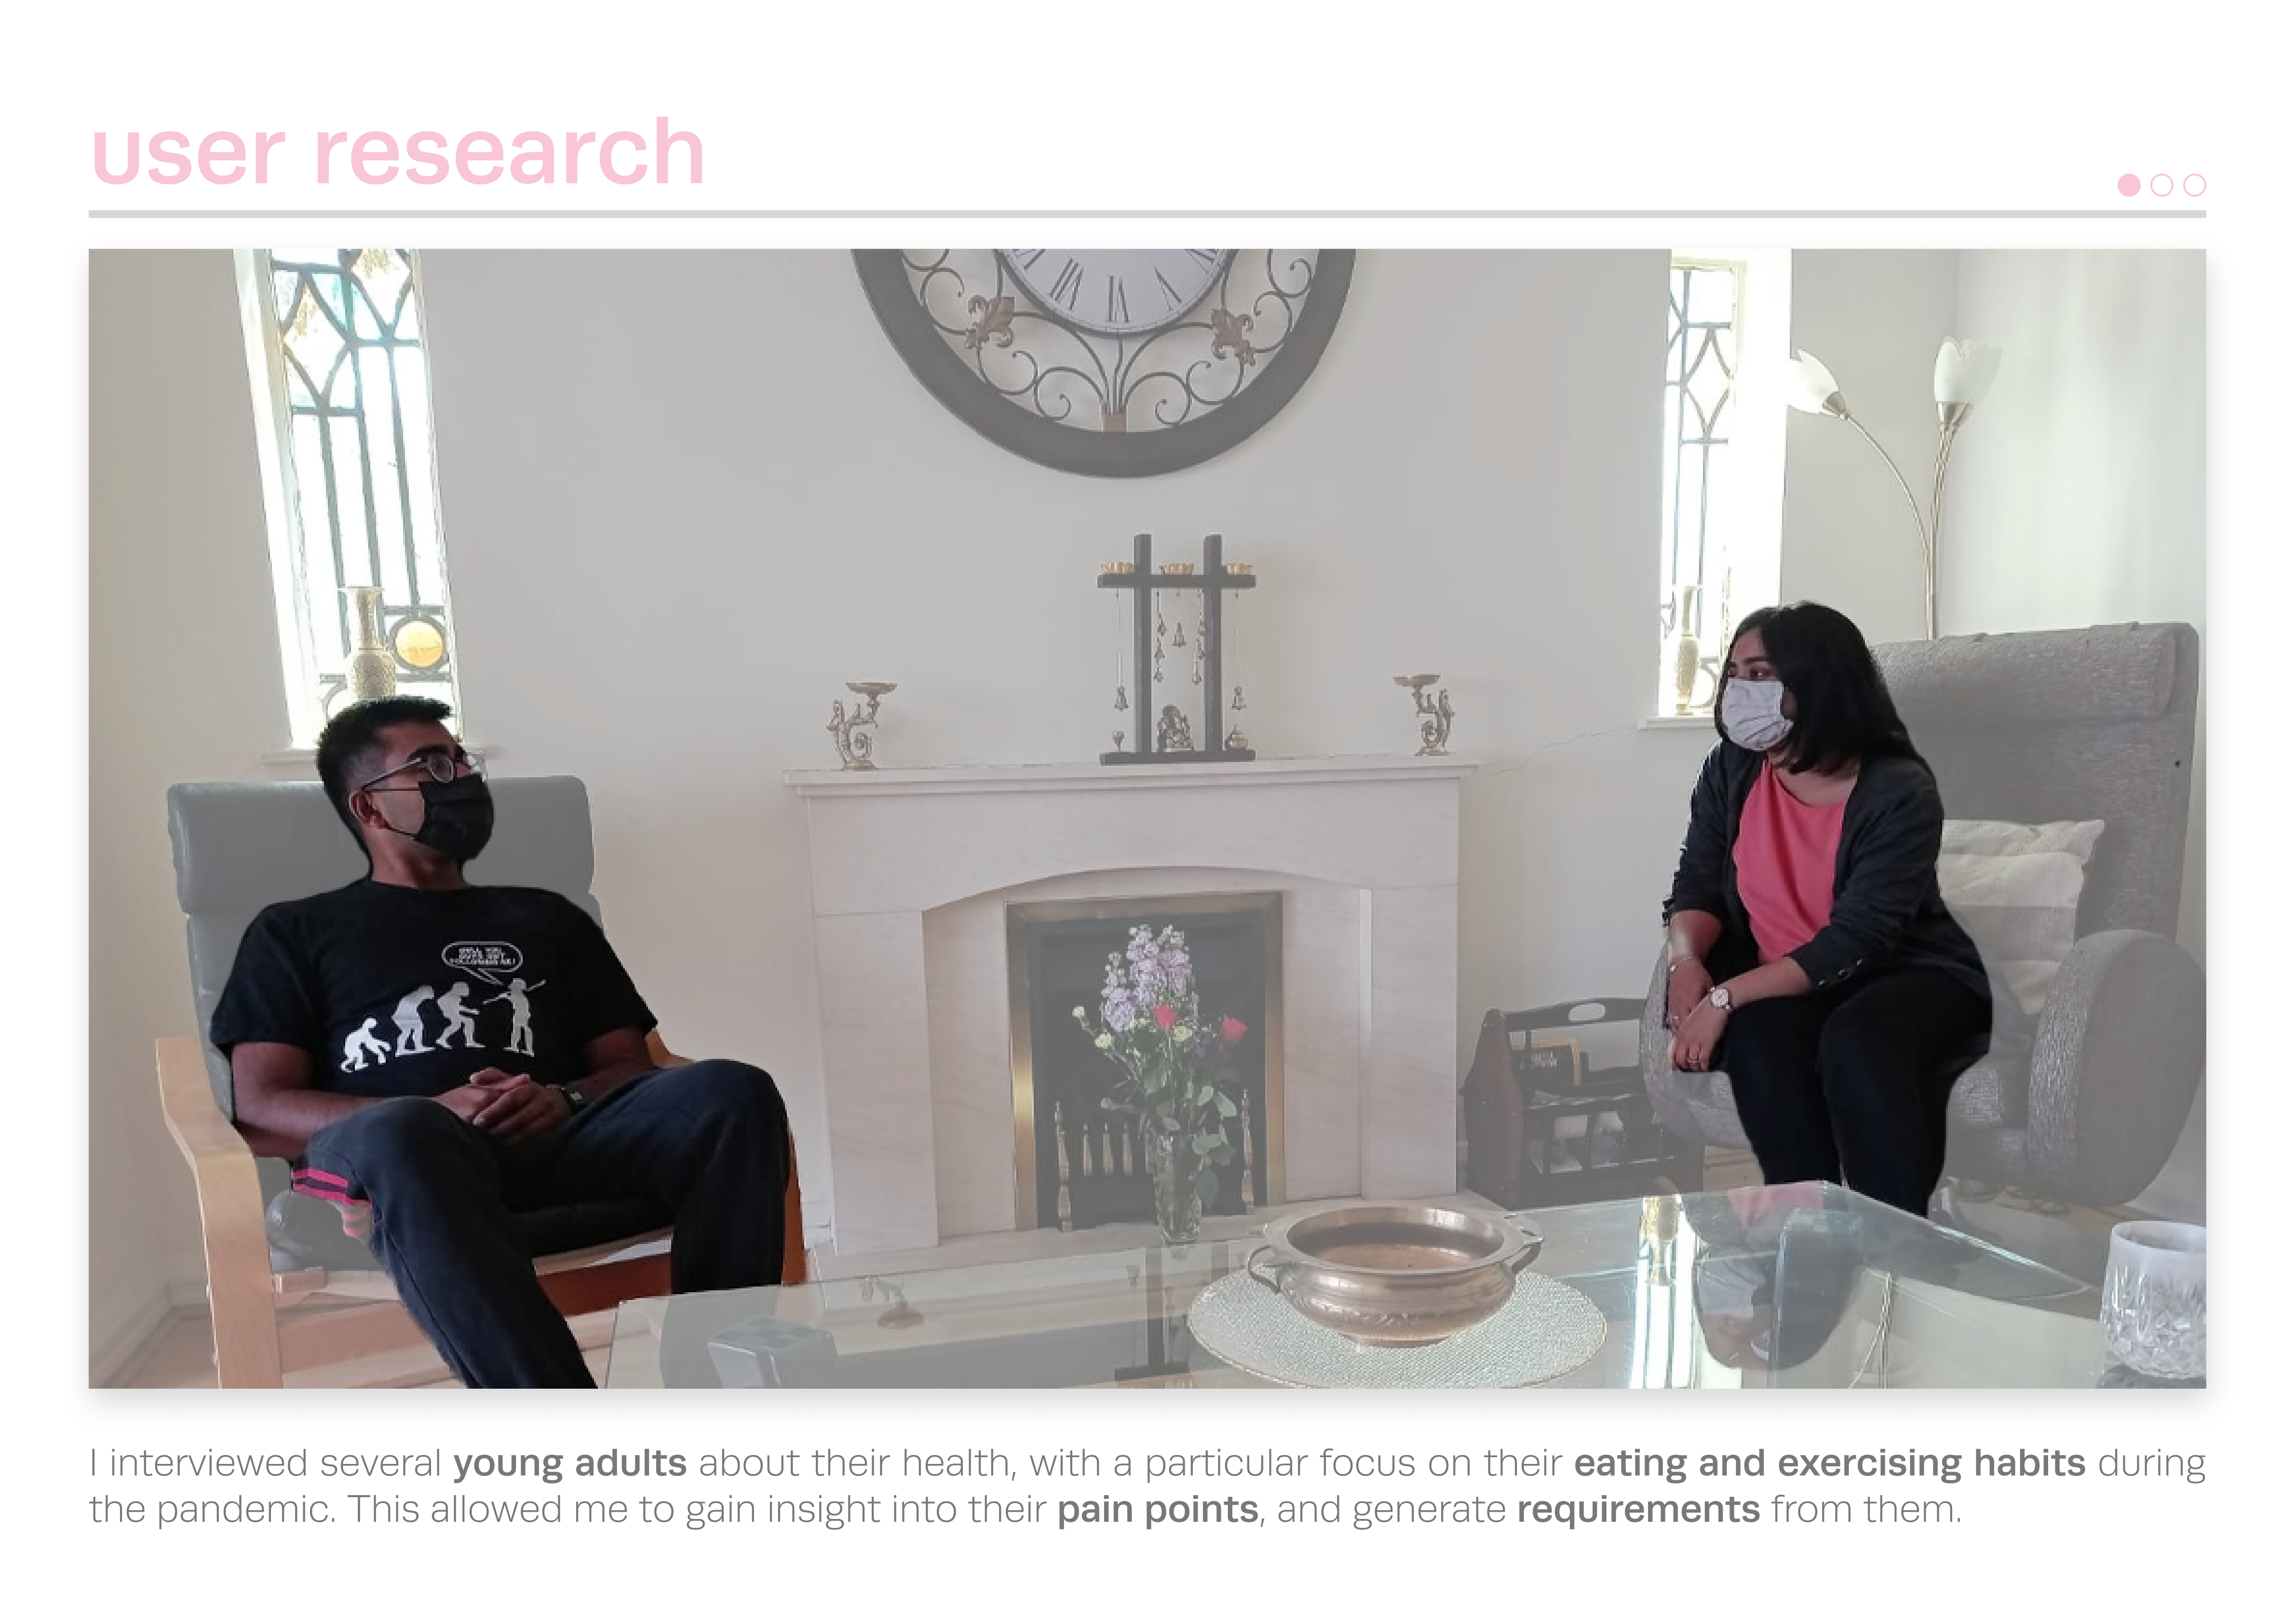 user research
I interviewed several young adults about their health, with a particular focus on their eating and exercising habits during
the pandemic. This allowed me to gain insight into their pain points, and generate requirements from them.